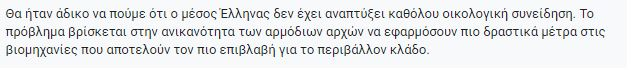 Θα ήταν άδικο να πούμε ότι ο μέσος Έλληνας δεν έχει αναπτύξει καθόλου οικολογική συνείδηση. Το
πρόβλημα βρίσκεται στην ανικανότητα των αρμόδιων αρχών να εφαρμόσουν πιο δραστικά μέτρα στις
βιομηχανίες που αποτελούν τον πιο επιβλαβή για το περιβάλλον κλάδο.